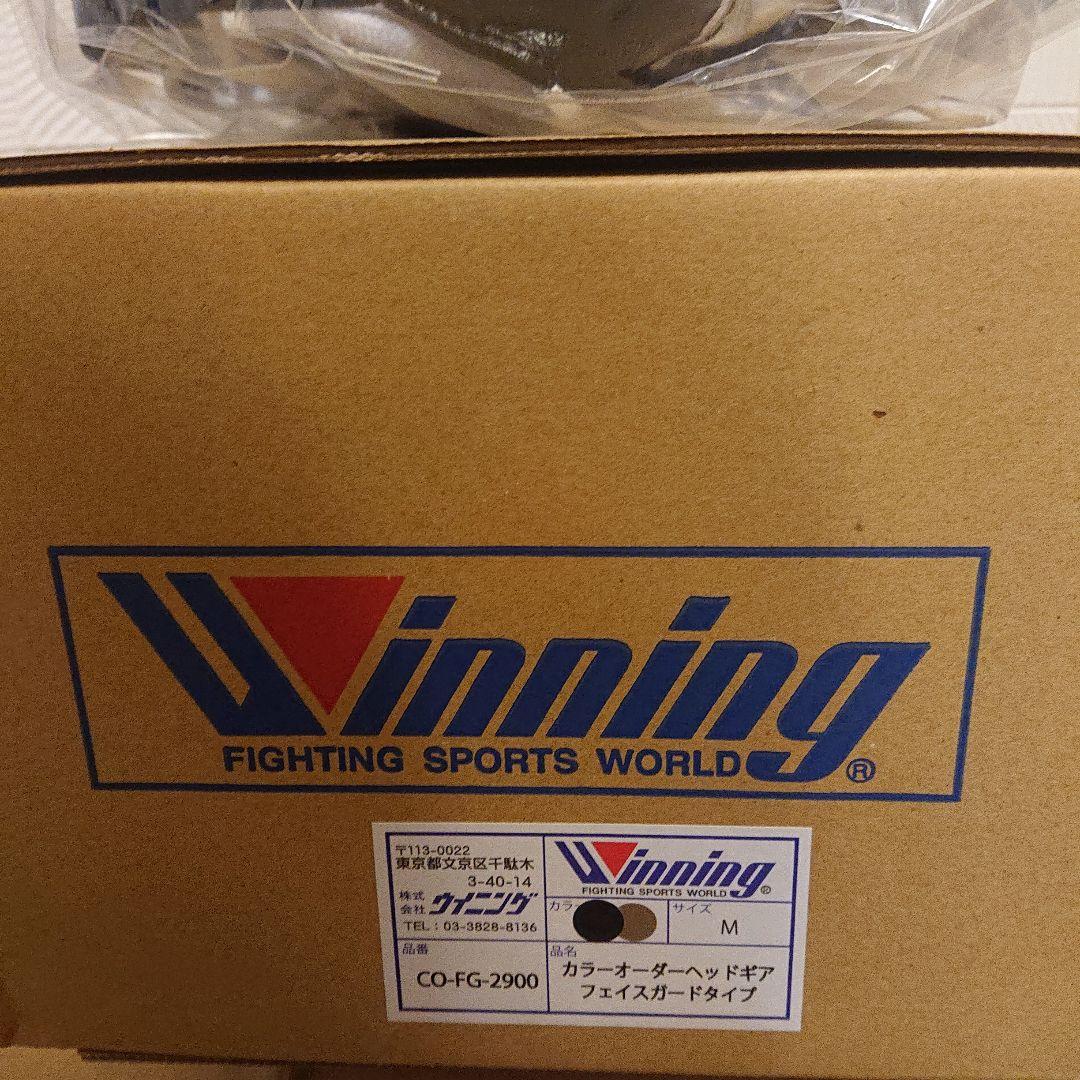 Winning
FIGHTING SPORTS WORLD ®
〒113-0022
東京都文京区千駄木
3-40-14
株式会社 ウイニング
TEL：03-3828-8136
Winning
FIGHTING SPORTS WORLD ®
カラー
サイズ
M
品番
CO-FG-2900
品名
カラーオーダーヘッドギア
フェイスガードタイプ